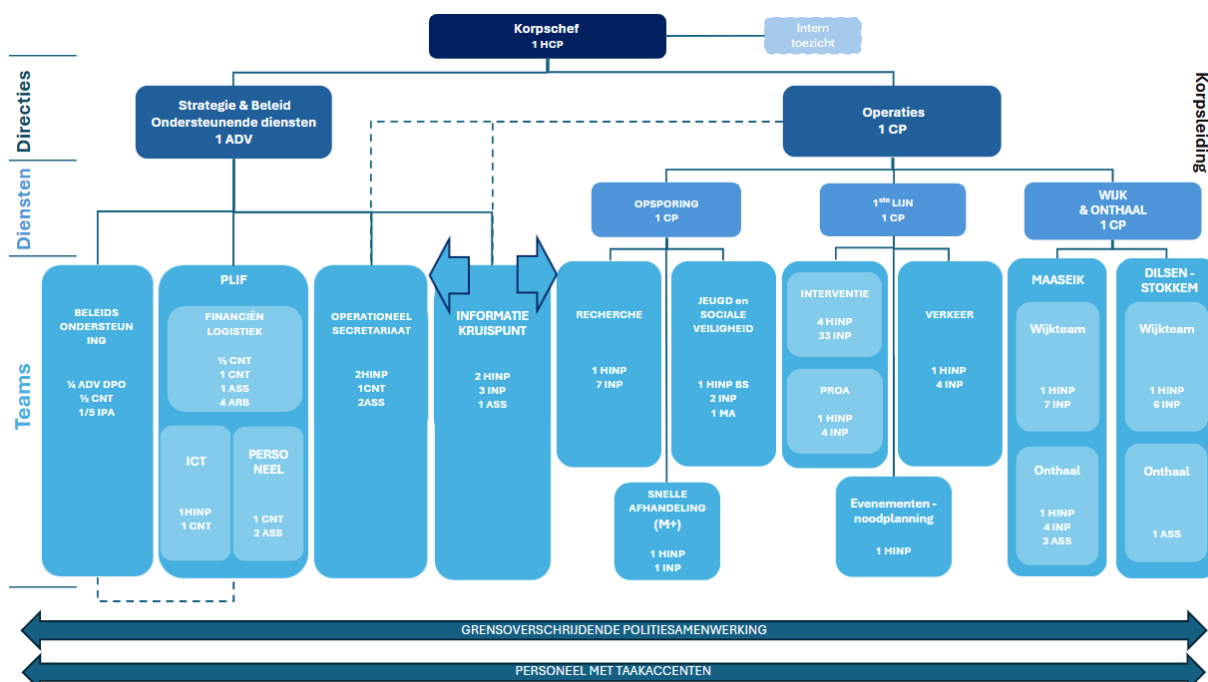 Korpschef
1 HCP
Intern
toezicht
Directies
Korpsleiding
Strategie & Beleid
Ondersteunende diensten
1 ADV
Operaties
1 CP
Diensten
OPSPORING
1 CP
1ste LIJN
1 CP
WIJK
& ONTHAAL
1 CP
Teams
BELEIDS
ONDERSTEUN
ING
¼ ADV DPO
½ CNT
1/5 IPA
PLIF
FINANCIËN
LOGISTIEK
½ CNT
1 CNT
1 ASS
4 ARB
ICT
1HINP
1 CNT
PERSO
NEEL
1 CNT
2 ASS
OPERATIONEEL
SECRETARIAAT
2HINP
1CNT
2ASS
INFORMATIE
KRUISPUNT
2 HINP
3 INP
1 ASS
RECHERCHE
1 HINP
7 INP
JEUGD en
SOCIALE
VEILIGHEID
1 HINP BS
2 INP
1 MA
SNELLE
AFHANDELING
(M+)
1 HINP
1 INP
INTERVENTIE
4 HINP
33 INP
PROA
1 HINP
4 INP
VERKEER
1 HINP
4 INP
Evenementen -
noodplanning
1 HINP
MAASEIK
Wijkteam
1 HINP
7 INP
Onthaal
1 HINP
4 INP
3 ASS
DILSEN -
STOKKEM
Wijkteam
1 HINP
6 INP
Onthaal
1 ASS
GRENSOVERSCHRIJDENDE POLITIESAMENWERKING
PERSONEEL MET TAAKACCENTEN